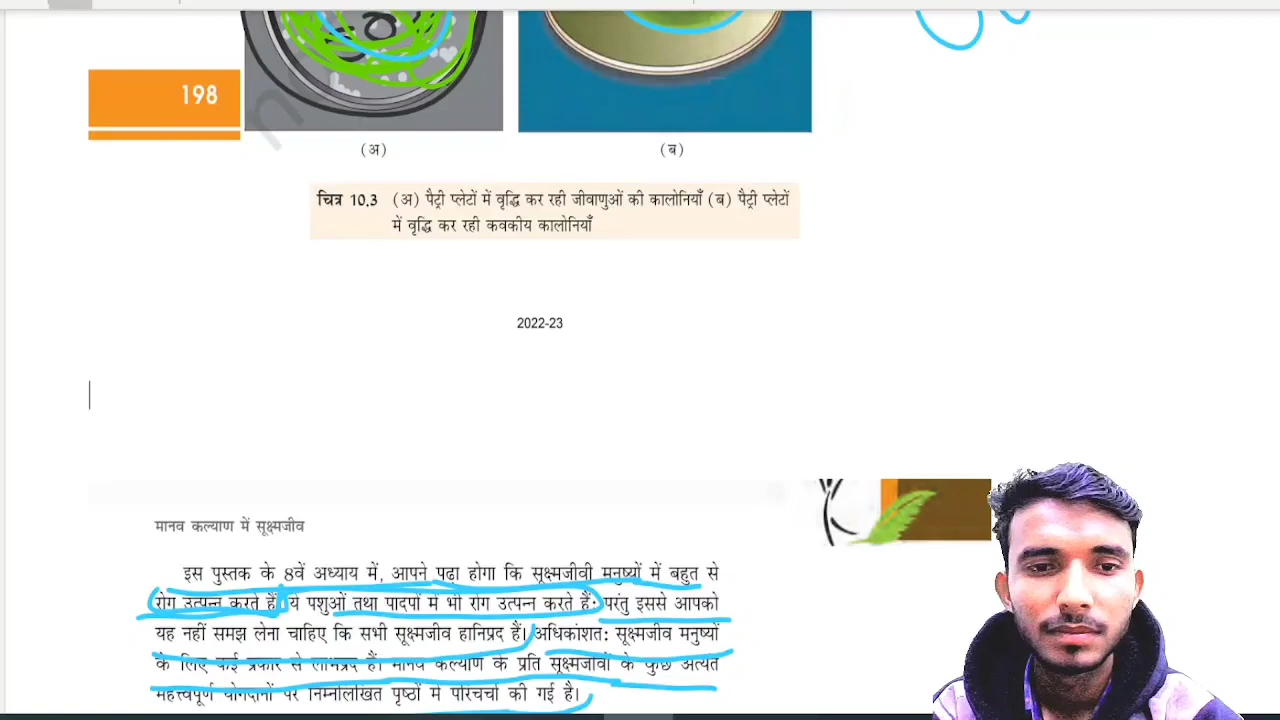 198
(अ) (ब)
चित्र 10.3 (अ) पैट्री प्लेटों में वृद्धि कर रही जीवाणुओं की कालोनियाँ (ब) पैट्री प्लेटों
में वृद्धि कर रही कवकीय कालोनियाँ
2022-23
मानव कल्याण में सूक्ष्मजीव
इस पुस्तक के 8वें अध्याय में, आपने पढ़ा होगा कि सूक्ष्मजीवी मनुष्यों में बहुत से
रोग उत्पन्न करते हैं ये पशुओं तथा पादपों में भी रोग उत्पन्न करते हैं; परंतु इससे आपको
यह नहीं समझ लेना चाहिए कि सभी सूक्ष्मजीव हानिप्रद हैं। अधिकांशत: सूक्ष्मजीव मनुष्यों
के लिए कई प्रकार से लाभप्रद हैं। मानव कल्याण के प्रति सूक्ष्मजीवों के कुछ अत्यंत
महत्त्वपूर्ण योगदानों पर निम्नलिखित पृष्ठों में परिचर्चा की गई है।